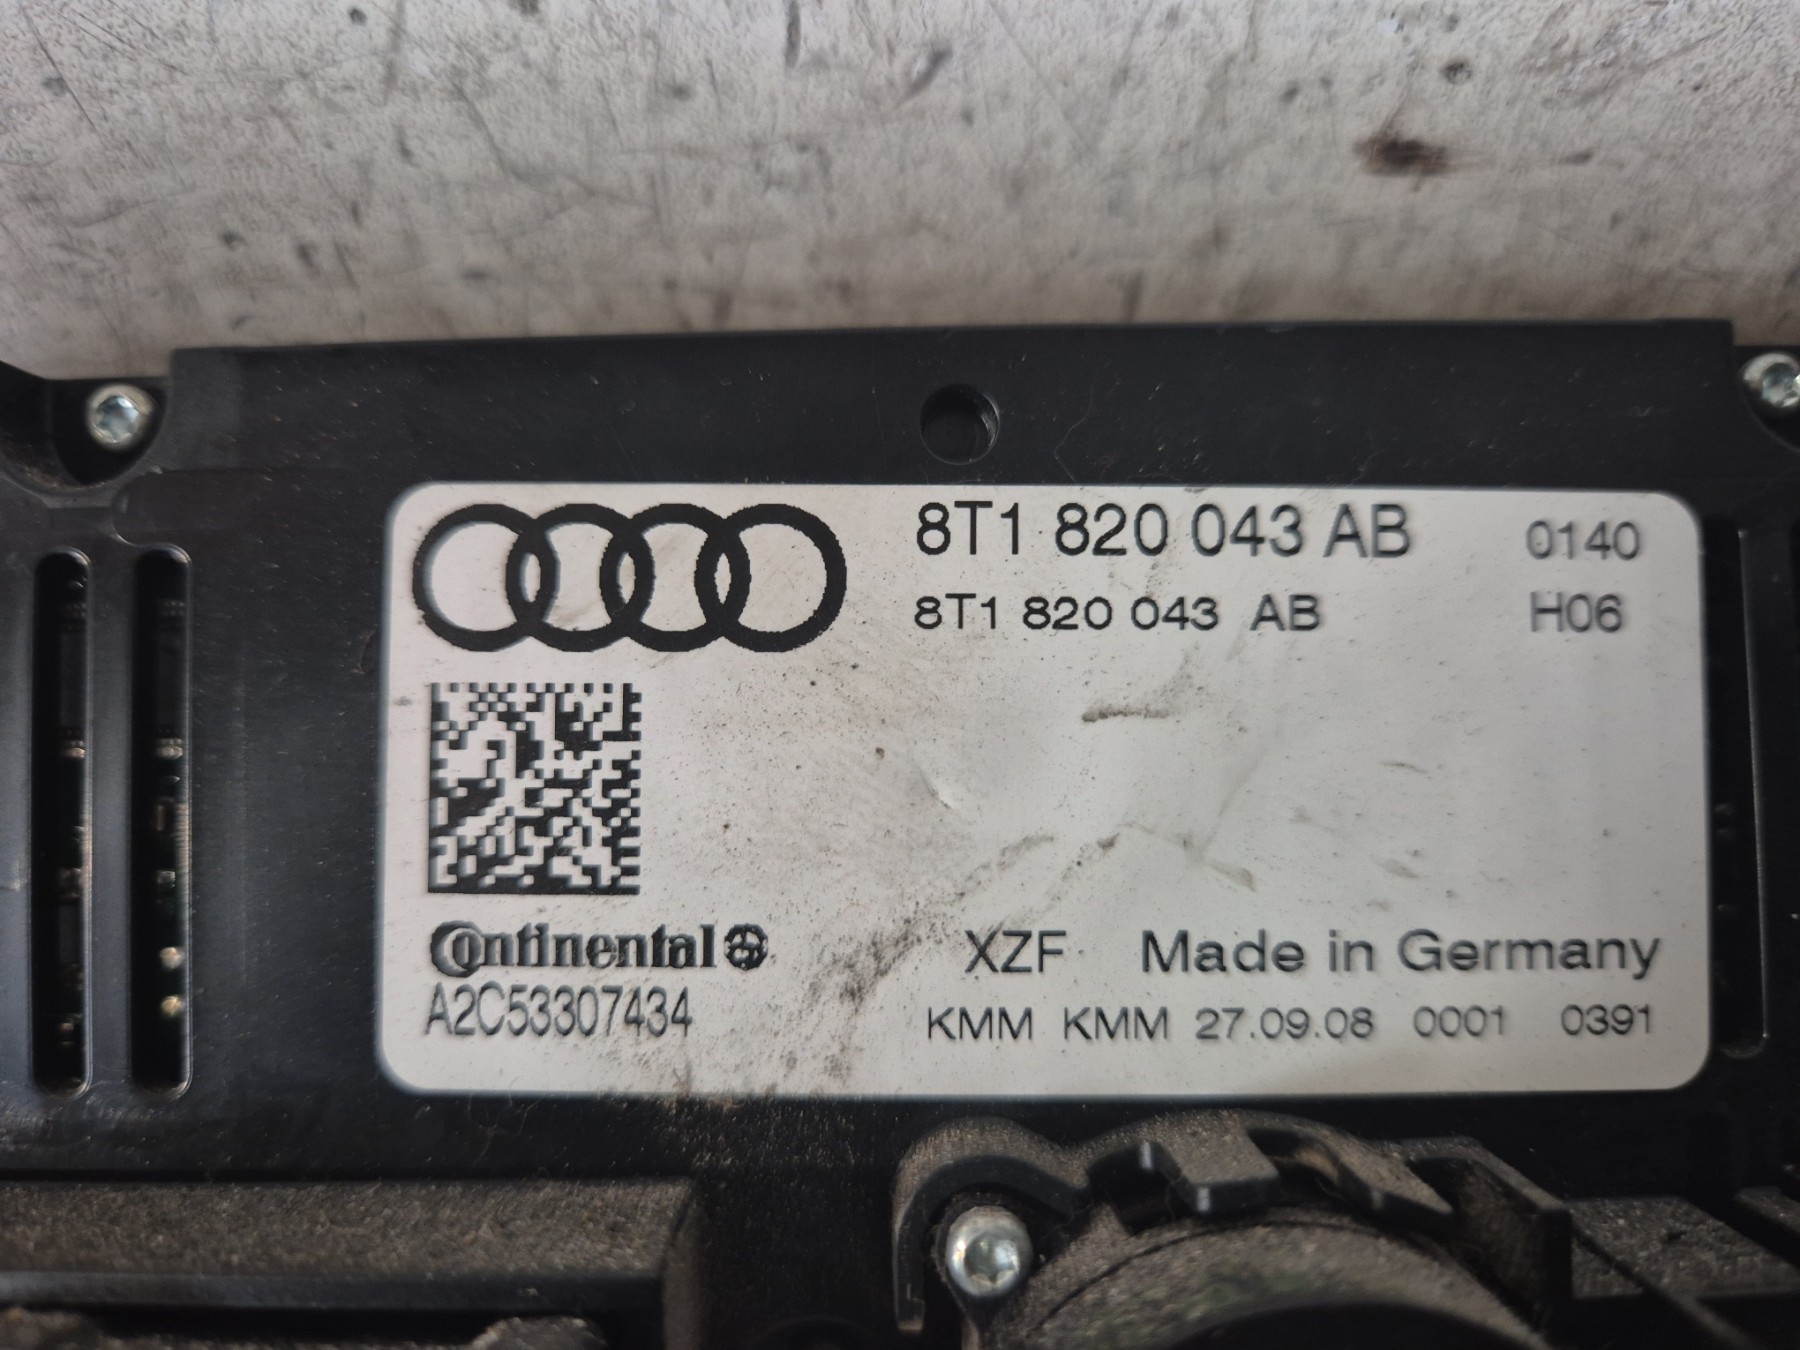 8T1 820 043 AB 0140
8T1 820 043 AB H06
Continental
XZF Made in Germany
A2C53307434
KMM KMM 27.09.08 0001 0391